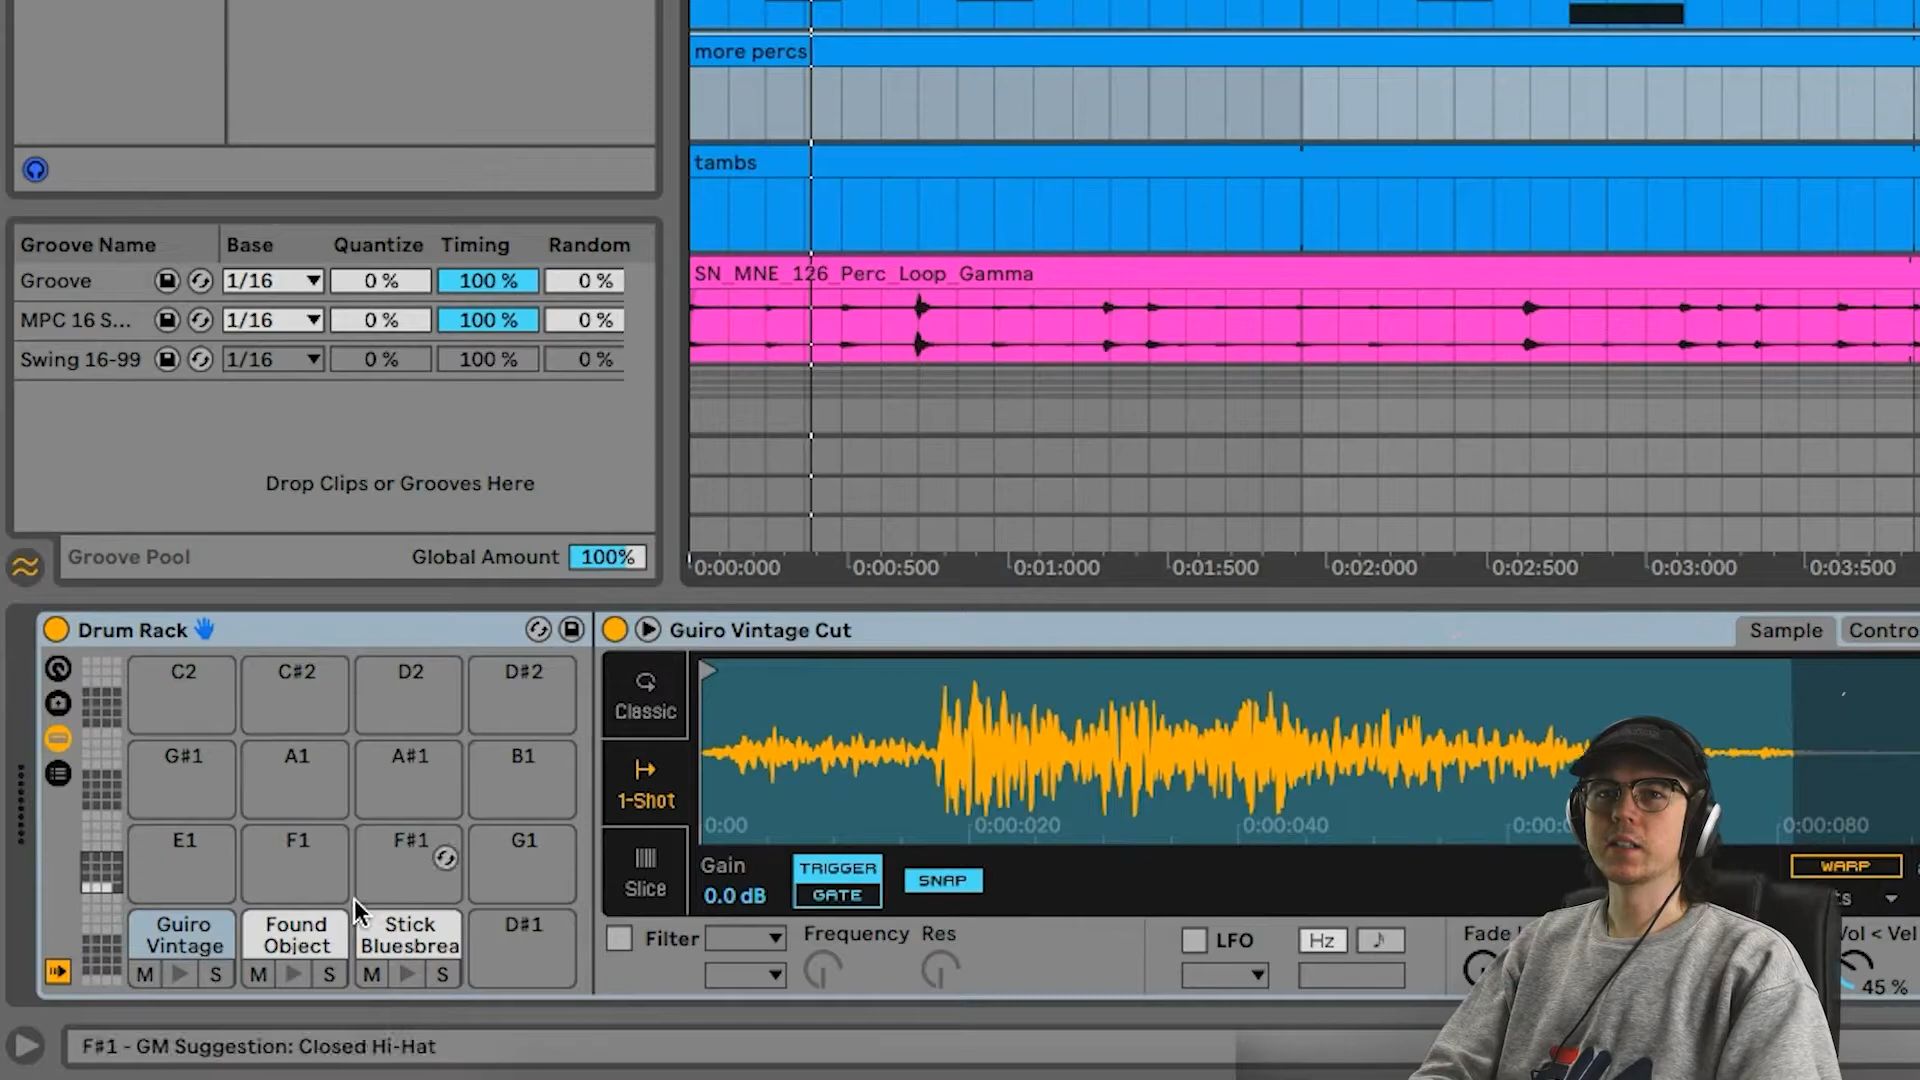 more percs
tambs
Groove Name Base Quantize Timing Random
Groove 1/16 0 % 100 % 0 %
MPC 16 S... 1/16 0 % 100 % 0 %
Swing 16-99 1/16 0 % 100 % 0 %
SN_MNE_126_Perc_Loop_Gamma
Drop Clips or Grooves Here
Groove Pool Global Amount 100%
0:00:000 0:00:500 0:01:000 0:01:500 0:02:000 0:02:500 0:03:000 0:03:500
Drum Rack
C2 C#2 D2 D#2
G#1 A1 A#1 B1
E1 F1 F#1 G1
Guiro Vintage
Found Object
Stick Bluesbrea
D#1
M S M S M S
Guiro Vintage Cut
Sample Contro
Classic
1-Shot
Slice
0:00 0:00:020 0:00:040 0:00:080
Gain
0.0 dB
TRIGGER
GATE
SNAP
WARP
Filter
Frequency Res
LFO
Hz
Fade
Vol < Vel
45 %
F#1 - GM Suggestion: Closed Hi-Hat